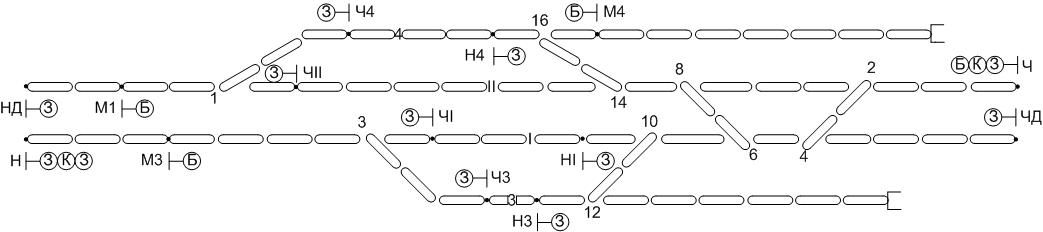 З Ч4
4
16
Б М4
Н4 З
З ЧII
II
8
2
Б К З Ч
НД З
М1 Б
1
14
З ЧД
3
З ЧI
I
10
Н З К З
М3 Б
НI З
6
4
З Ч3
3
Н3 З
12